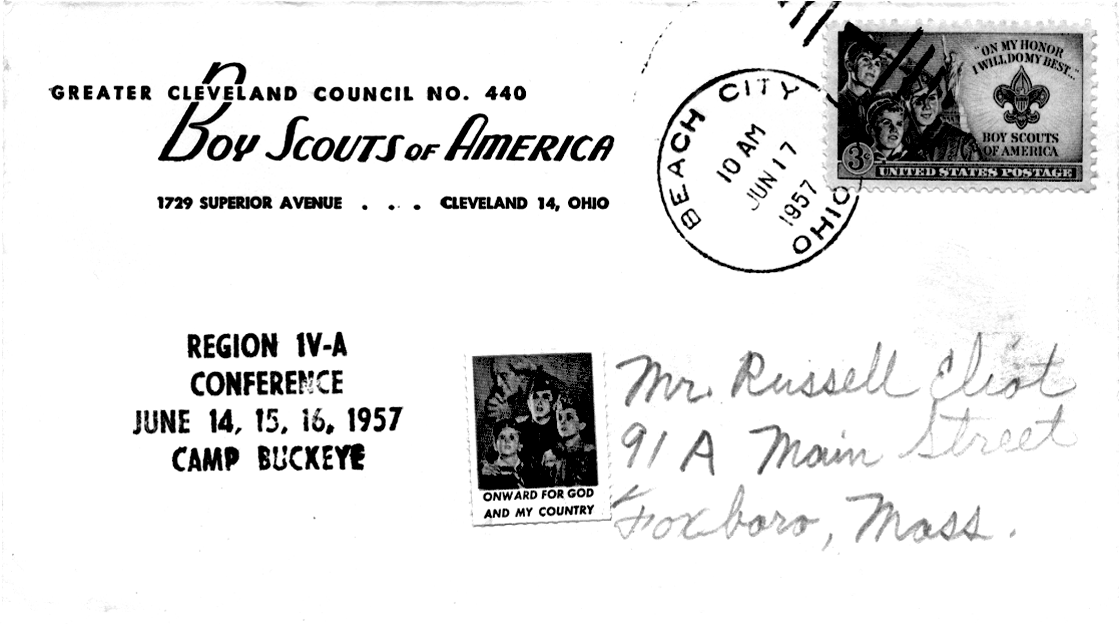 GREATER CLEVELAND COUNCIL NO. 440
Boy Scouts of America
1729 SUPERIOR AVENUE . . . CLEVELAND 14, OHIO
BEACH CITY
10 AM
JUN 17
1957
OHIO
"ON MY HONOR
I WILL DO MY BEST..."
BOY SCOUTS
OF AMERICA
3¢
UNITED STATES POSTAGE
REGION 1V-A
CONFERENCE
JUNE 14, 15, 16, 1957
CAMP BUCKEYE
ONWARD FOR GOD
AND MY COUNTRY
Mr. Russell Eliot
91 A Main Street
Foxboro, Mass.